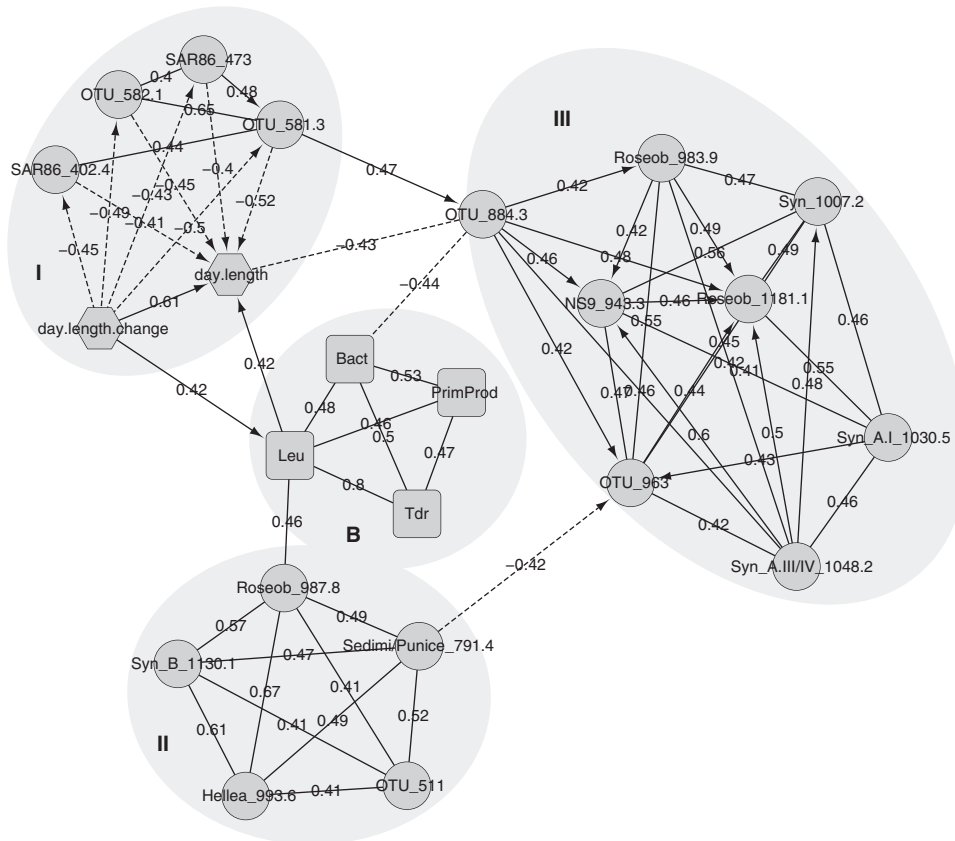 SAR86_473
0.4
OTU_582.1
0.48
0.65
OTU_581.3
III
0.44
Roseob_983.9
SAR86_402.4
−0.4
0.47
0.47
−0.45
0.42
−0.43
Syn_1007.2
−0.49
−0.52
OTU_884.3
−0.41
−0.5
0.42
0.49
−0.45
−0.43
0.49
0.48
0.56
0.46
I
day.length
−0.44
NS9_943.3
0.46
Roseob_1181.1
0.61
day.length.change
0.55
0.46
0.45
0.42
Bact
0.42
0.42
0.41
0.55
0.53
0.48
0.42
PrimProd
0.47
0.46
0.44
0.48
0.46
0.5
0.6
0.5
Syn_A.I_1030.5
Leu
0.47
0.43
0.8
OTU_963
Tdr
0.46
0.46
0.42
B
−0.42
Syn_A.III/IV_1048.2
Roseob_987.8
0.57
0.49
Sedimi/Punice_791.4
Syn_B_1130.1
0.47
0.67
0.41
0.61
0.41
0.49
0.52
II
Hellea_993.6
0.41
OTU_511